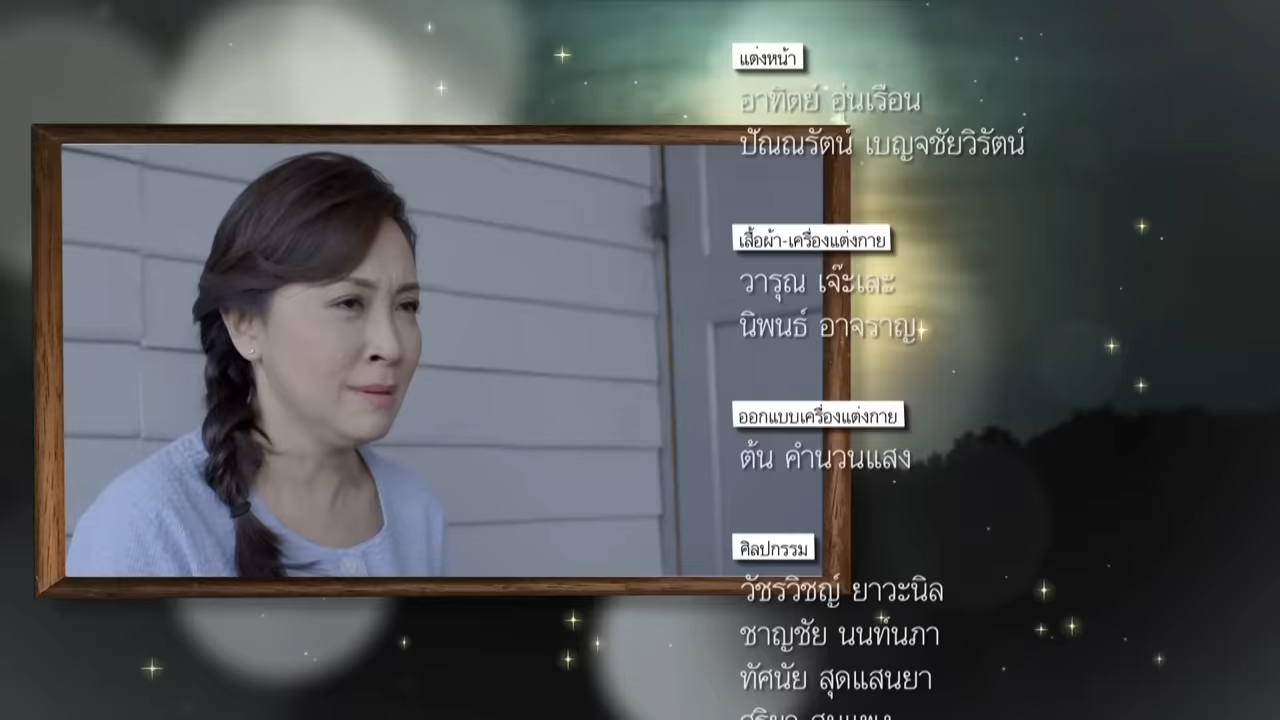 แต่งหน้า
อาทิตย์ อุ่นเรือน
ปัณณรัตน์ เบญจชัยวิรัตน์
เสื้อผ้า-เครื่องแต่งกาย
วารุณ เจ๊ะเละ
นิพนธ์ อาจราญ
ออกแบบเครื่องแต่งกาย
ต้น คำนวนแสง
ศิลปกรรม
วัชรวิชญ์ ยาวะนิล
ชาญชัย นนท์นภา
ทัศนัย สุดแสนยา